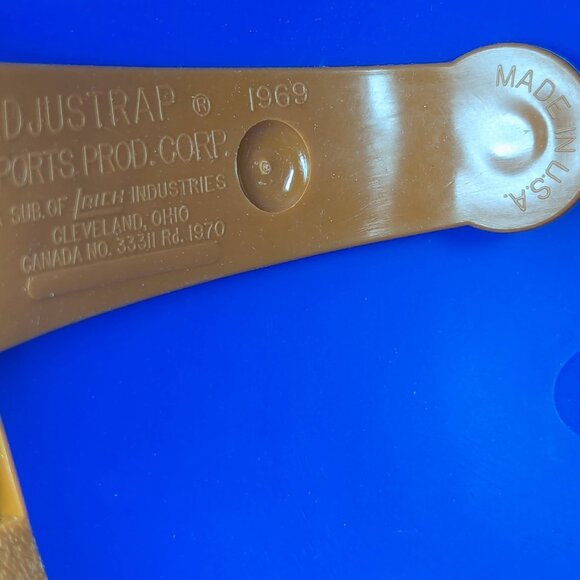 DJUSTRAP ® 1969
PORTS PROD. CORP.
SUB. OF RICH INDUSTRIES
CLEVELAND, OHIO
CANADA NO. 33311 Rd. 1970
MADE IN U.S.A.